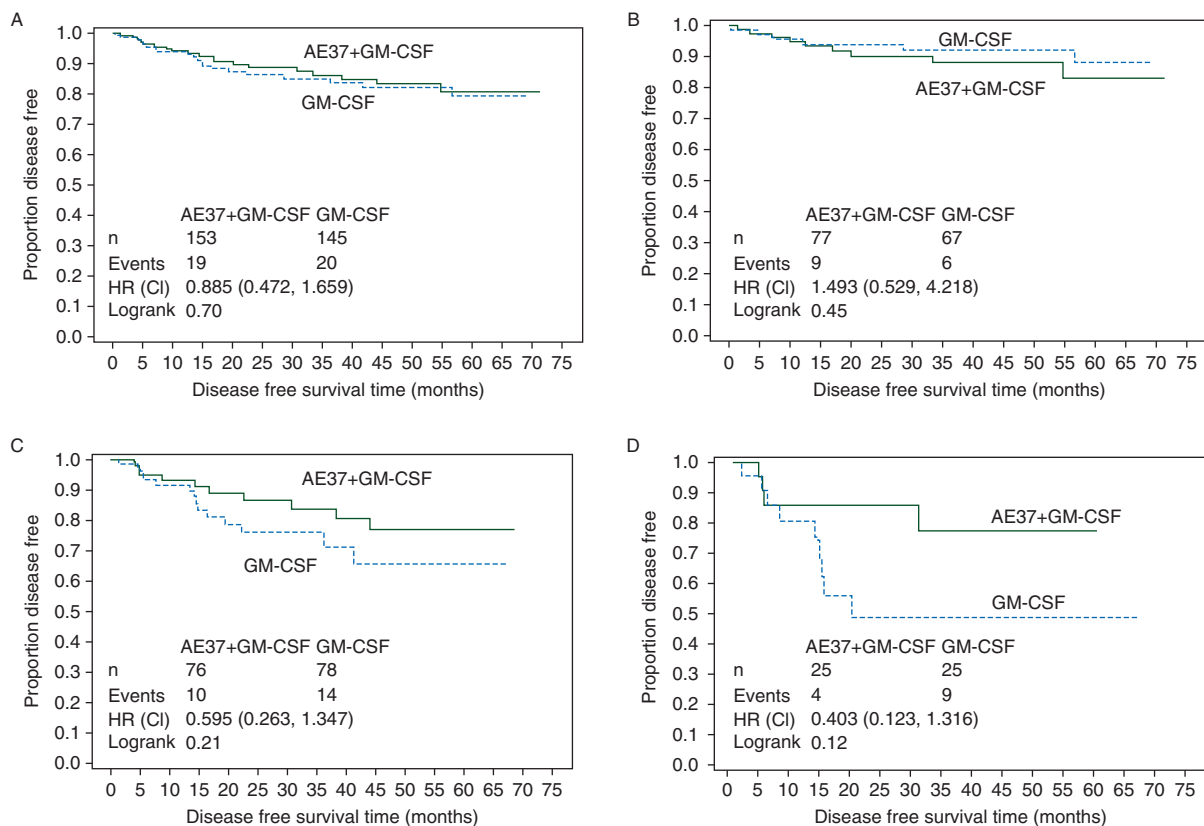 A
Proportion disease free
1.0
0.9
0.8
0.7
0.6
0.5
0.4
0.3
0.2
0.1
0.0
AE37+GM-CSF
GM-CSF
AE37+GM-CSF GM-CSF
n 153 145
Events 19 20
HR (CI) 0.885 (0.472, 1.659)
Logrank 0.70
0 5 10 15 20 25 30 35 40 45 50 55 60 65 70 75
Disease free survival time (months)
B
Proportion disease free
1.0
0.9
0.8
0.7
0.6
0.5
0.4
0.3
0.2
0.1
0.0
GM-CSF
AE37+GM-CSF
AE37+GM-CSF GM-CSF
n 77 67
Events 9 6
HR (CI) 1.493 (0.529, 4.218)
Logrank 0.45
0 5 10 15 20 25 30 35 40 45 50 55 60 65 70 75
Disease free survival time (months)
C
Proportion disease free
1.0
0.9
0.8
0.7
0.6
0.5
0.4
0.3
0.2
0.1
0.0
AE37+GM-CSF
GM-CSF
AE37+GM-CSF GM-CSF
n 76 78
Events 10 14
HR (CI) 0.595 (0.263, 1.347)
Logrank 0.21
0 5 10 15 20 25 30 35 40 45 50 55 60 65 70 75
Disease free survival time (months)
D
Proportion disease free
1.0
0.9
0.8
0.7
0.6
0.5
0.4
0.3
0.2
0.1
0.0
AE37+GM-CSF
GM-CSF
AE37+GM-CSF GM-CSF
n 25 25
Events 4 9
HR (CI) 0.403 (0.123, 1.316)
Logrank 0.12
0 5 10 15 20 25 30 35 40 45 50 55 60 65 70 75
Disease free survival time (months)